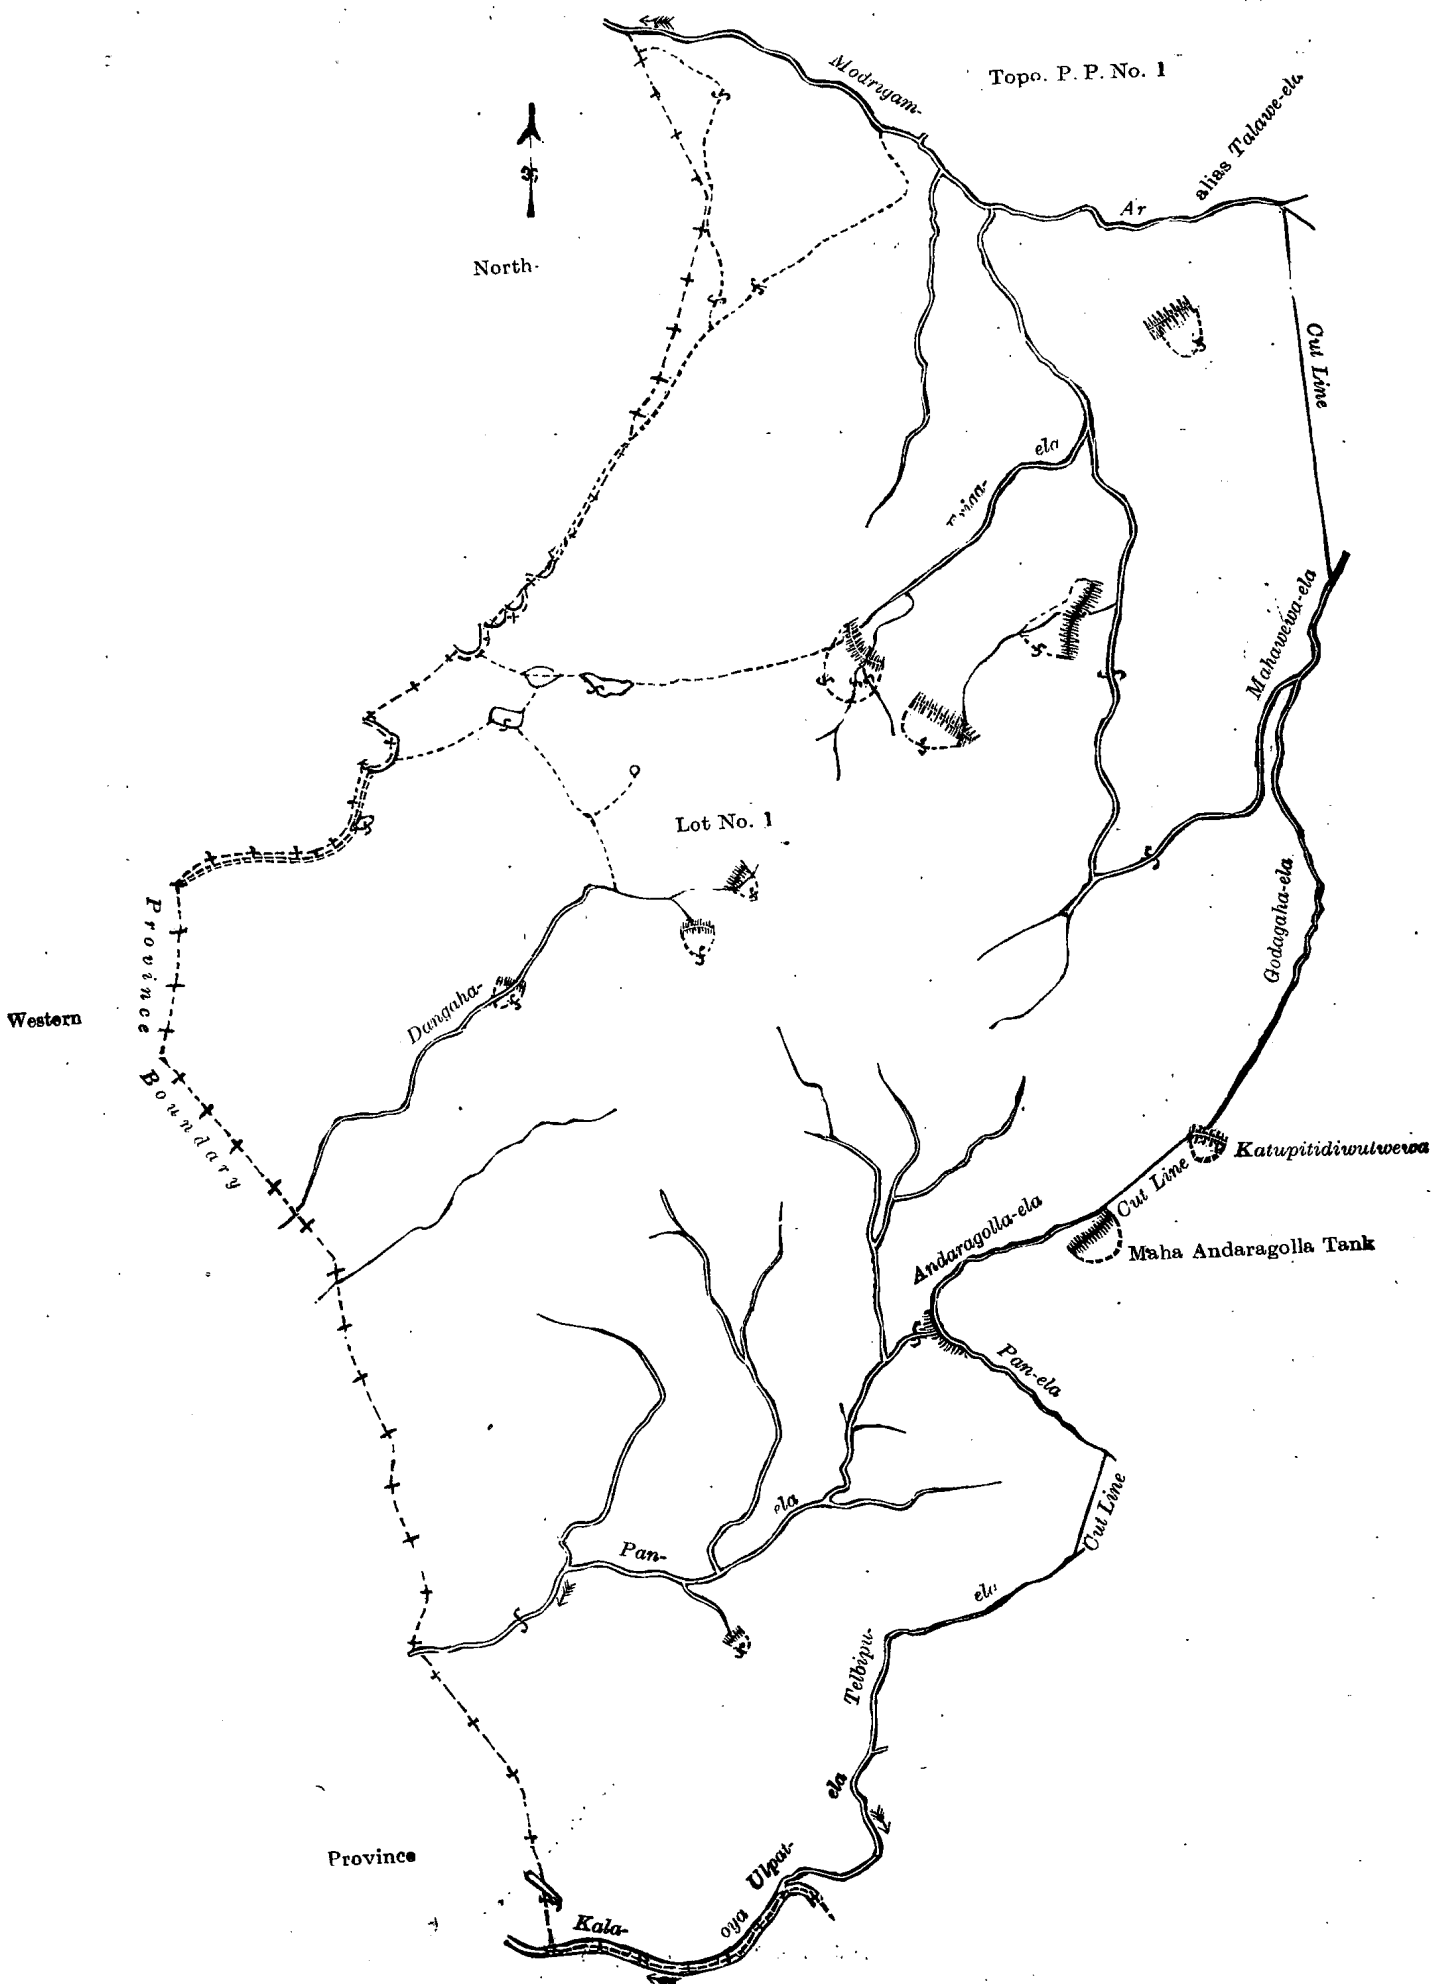 Topo. P. P. No. 1
Modrigam-
alias Talawe-ela
Ar
North-
Cut Line
ela
Mahawewa-ela
Lot No. 1
Godagaha-ela
Province
Western
Dangaha-
Boundary
Katupitidiwulwewa
Cut Line
Andaragolla-ela
Maha Andaragolla Tank
Pan-ela
Cut Line
ela
Pan-
ela
Telbipu-
ela
Province
Ulpat-
oya
Kala-